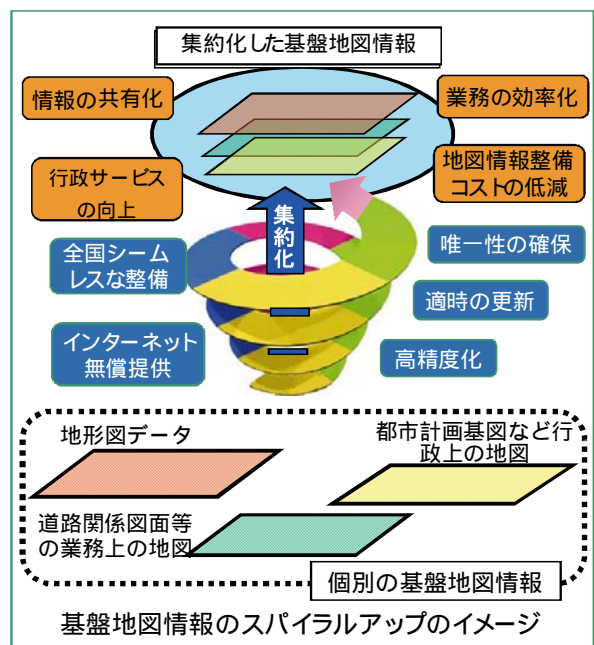 集約化した基盤地図情報
情報の共有化
業務の効率化
行政サービス
の向上
地図情報整備
コストの低減
集約化
全国シーム
レスな整備
唯一性の確保
適時の更新
インターネット
無償提供
高精度化
地形図データ
都市計画基図など行
政上の地図
道路関係図面等
の業務上の地図
個別の基盤地図情報
基盤地図情報のスパイラルアップのイメージ